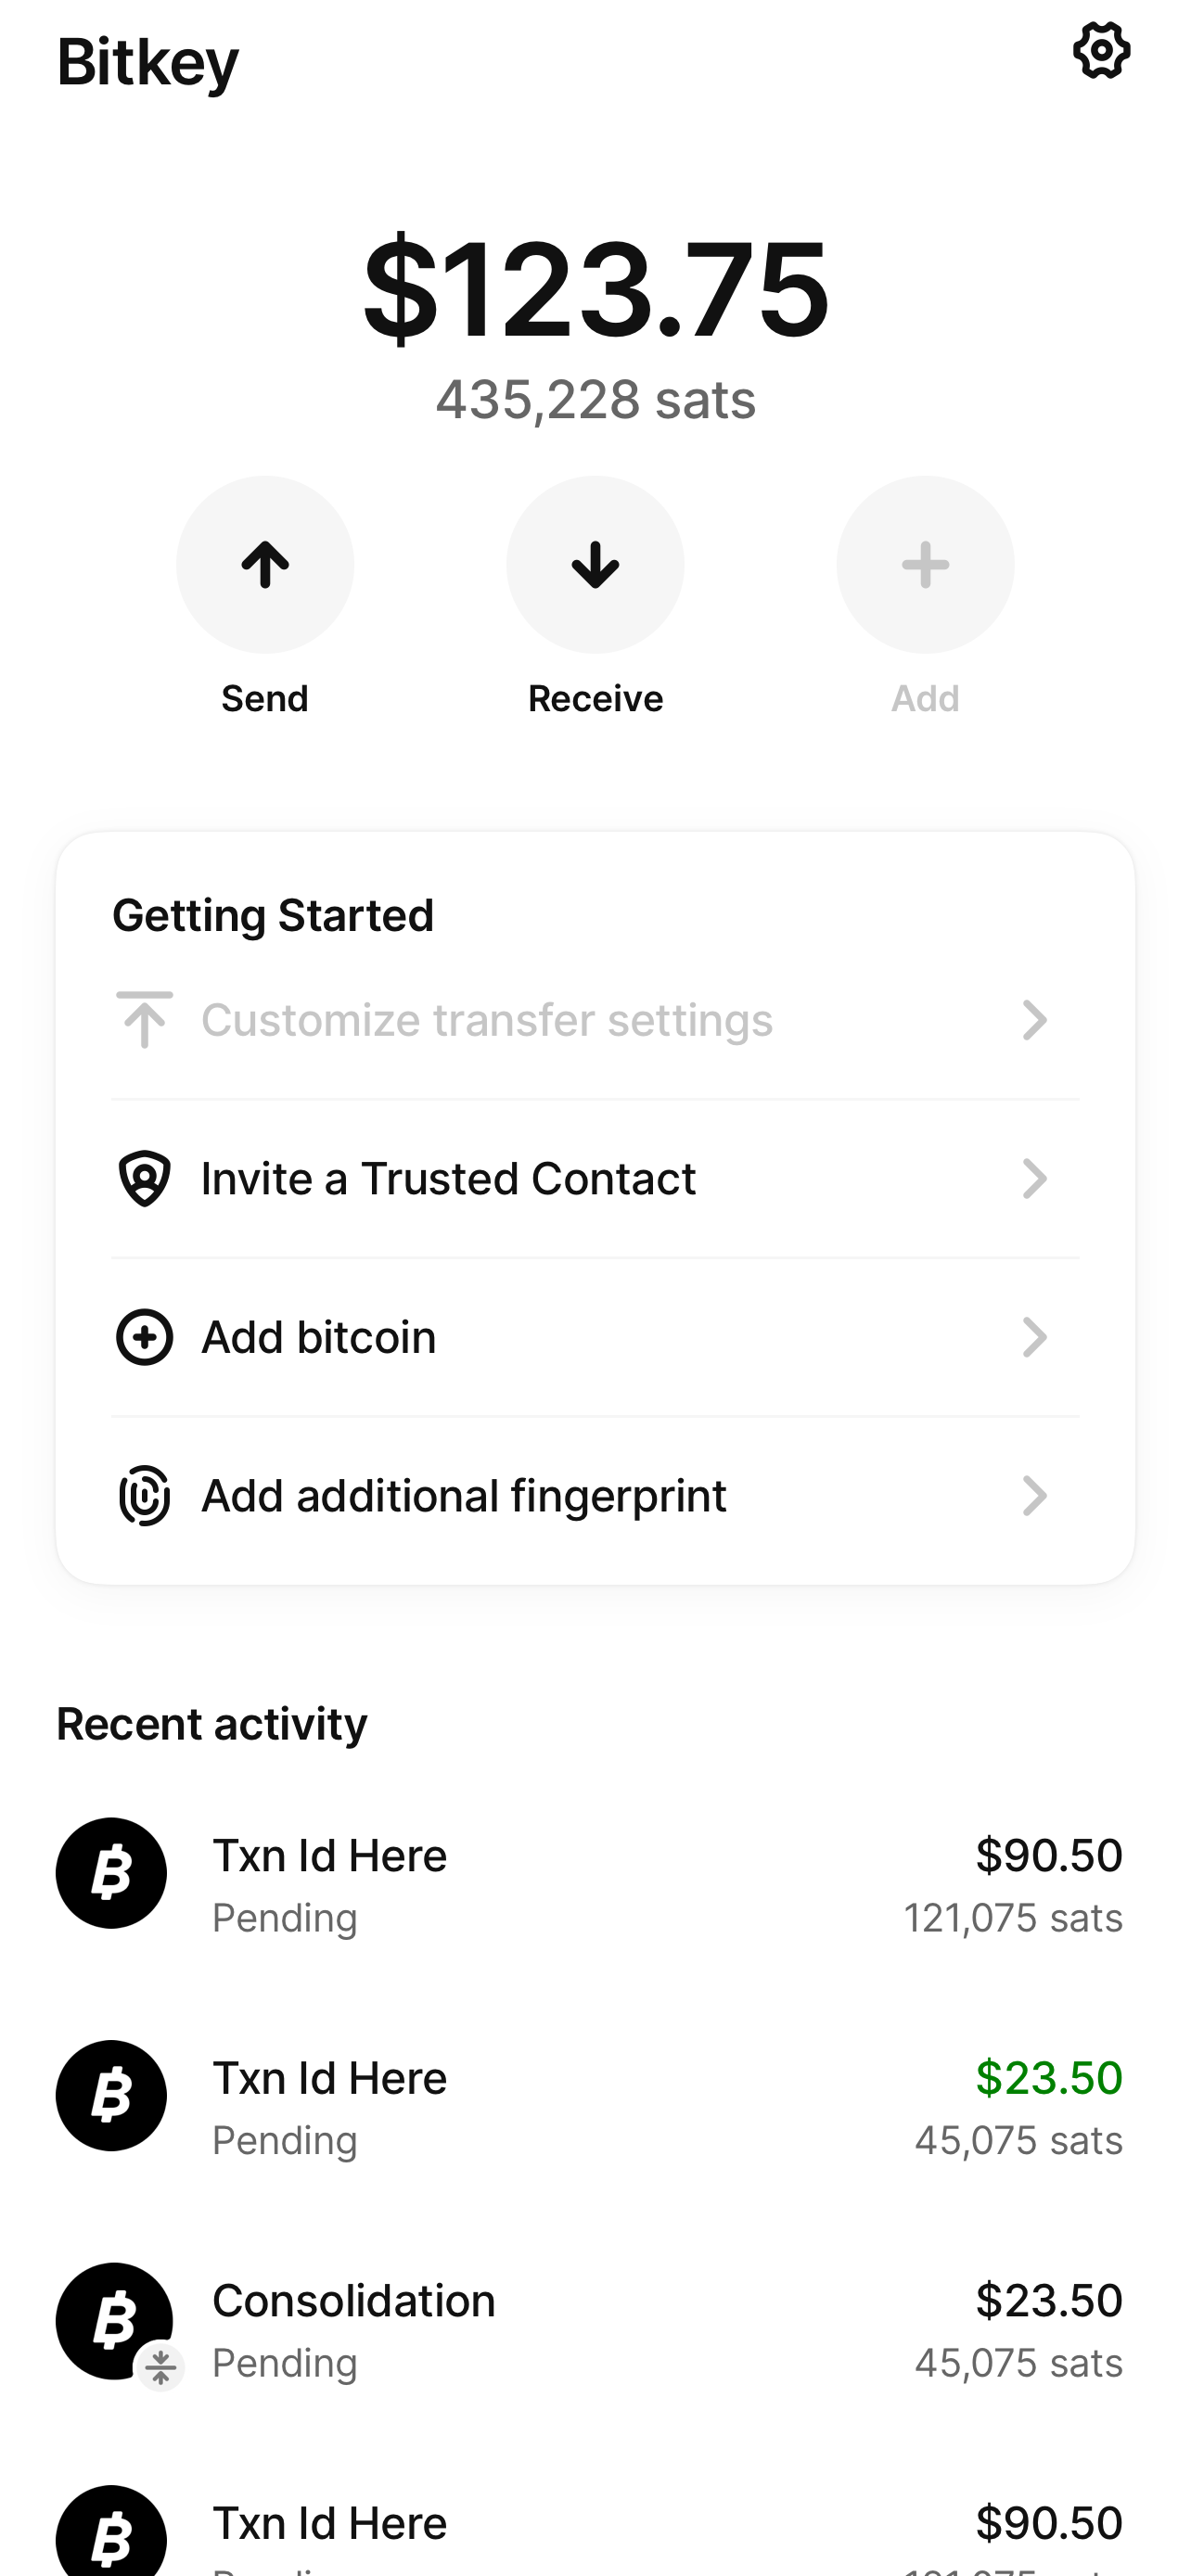 Bitkey
$123.75
435,228 sats
Send Receive Add
Getting Started
Customize transfer settings
Invite a Trusted Contact
Add bitcoin
Add additional fingerprint
Recent activity
Txn Id Here $90.50
Pending 121,075 sats
Txn Id Here $23.50
Pending 45,075 sats
Consolidation $23.50
Pending 45,075 sats
Txn Id Here $90.50